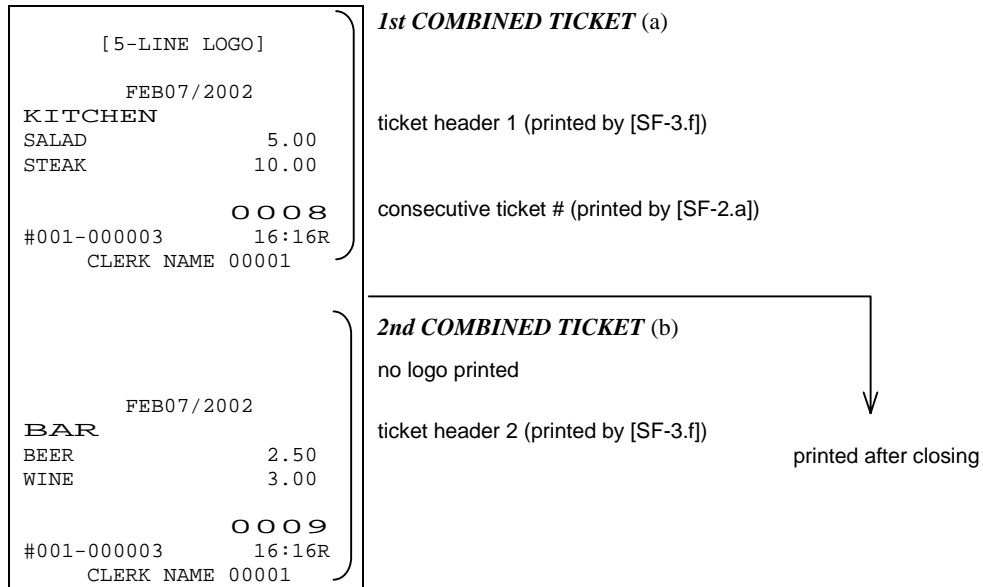 1st COMBINED TICKET (a)
[5-LINE LOGO]
FEB07/2002
KITCHEN
ticket header 1 (printed by [SF-3.f])
SALAD 5.00
STEAK 10.00
0008
consecutive ticket # (printed by [SF-2.a])
#001-000003 16:16R
CLERK NAME 00001
2nd COMBINED TICKET (b)
no logo printed
FEB07/2002
BAR
ticket header 2 (printed by [SF-3.f])
BEER 2.50
printed after closing
WINE 3.00
0009
#001-000003 16:16R
CLERK NAME 00001